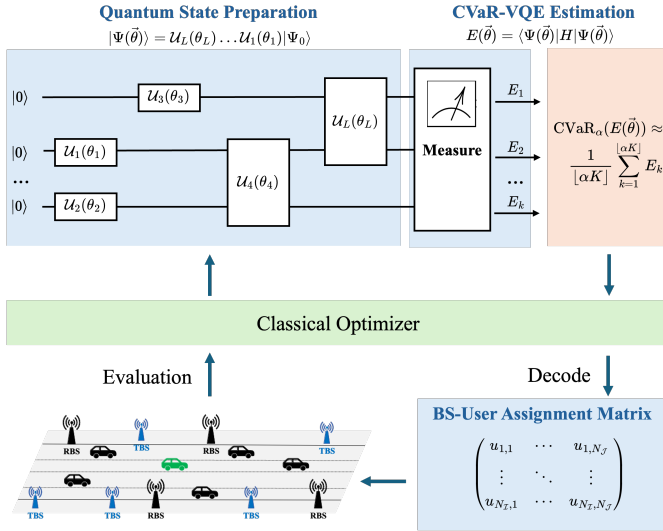 Quantum State Preparation
|Ψ(θ⃗)⟩ = 𝒰_L(θ_L) … 𝒰_1(θ_1)|Ψ_0⟩
CVaR-VQE Estimation
E(θ⃗) = ⟨Ψ(θ⃗)|H|Ψ(θ⃗)⟩
|0⟩
𝒰_3(θ_3)
𝒰_L(θ_L)
|0⟩
𝒰_1(θ_1)
...
𝒰_4(θ_4)
|0⟩
𝒰_2(θ_2)
Measure
E_1
E_2
...
E_k
CVaR_α(E(θ⃗)) ≈
1/⌊αK⌋ ∑_{k=1}^{⌊αK⌋} E_k
Classical Optimizer
Evaluation
Decode
BS-User Assignment Matrix
u_{1,1} ⋯ u_{1,N_𝒥}
⋮ ⋱ ⋮
u_{N_ℐ,1} ⋯ u_{N_ℐ,N_𝒥}
RBS
TBS
RBS
TBS
TBS
TBS
RBS
TBS
RBS